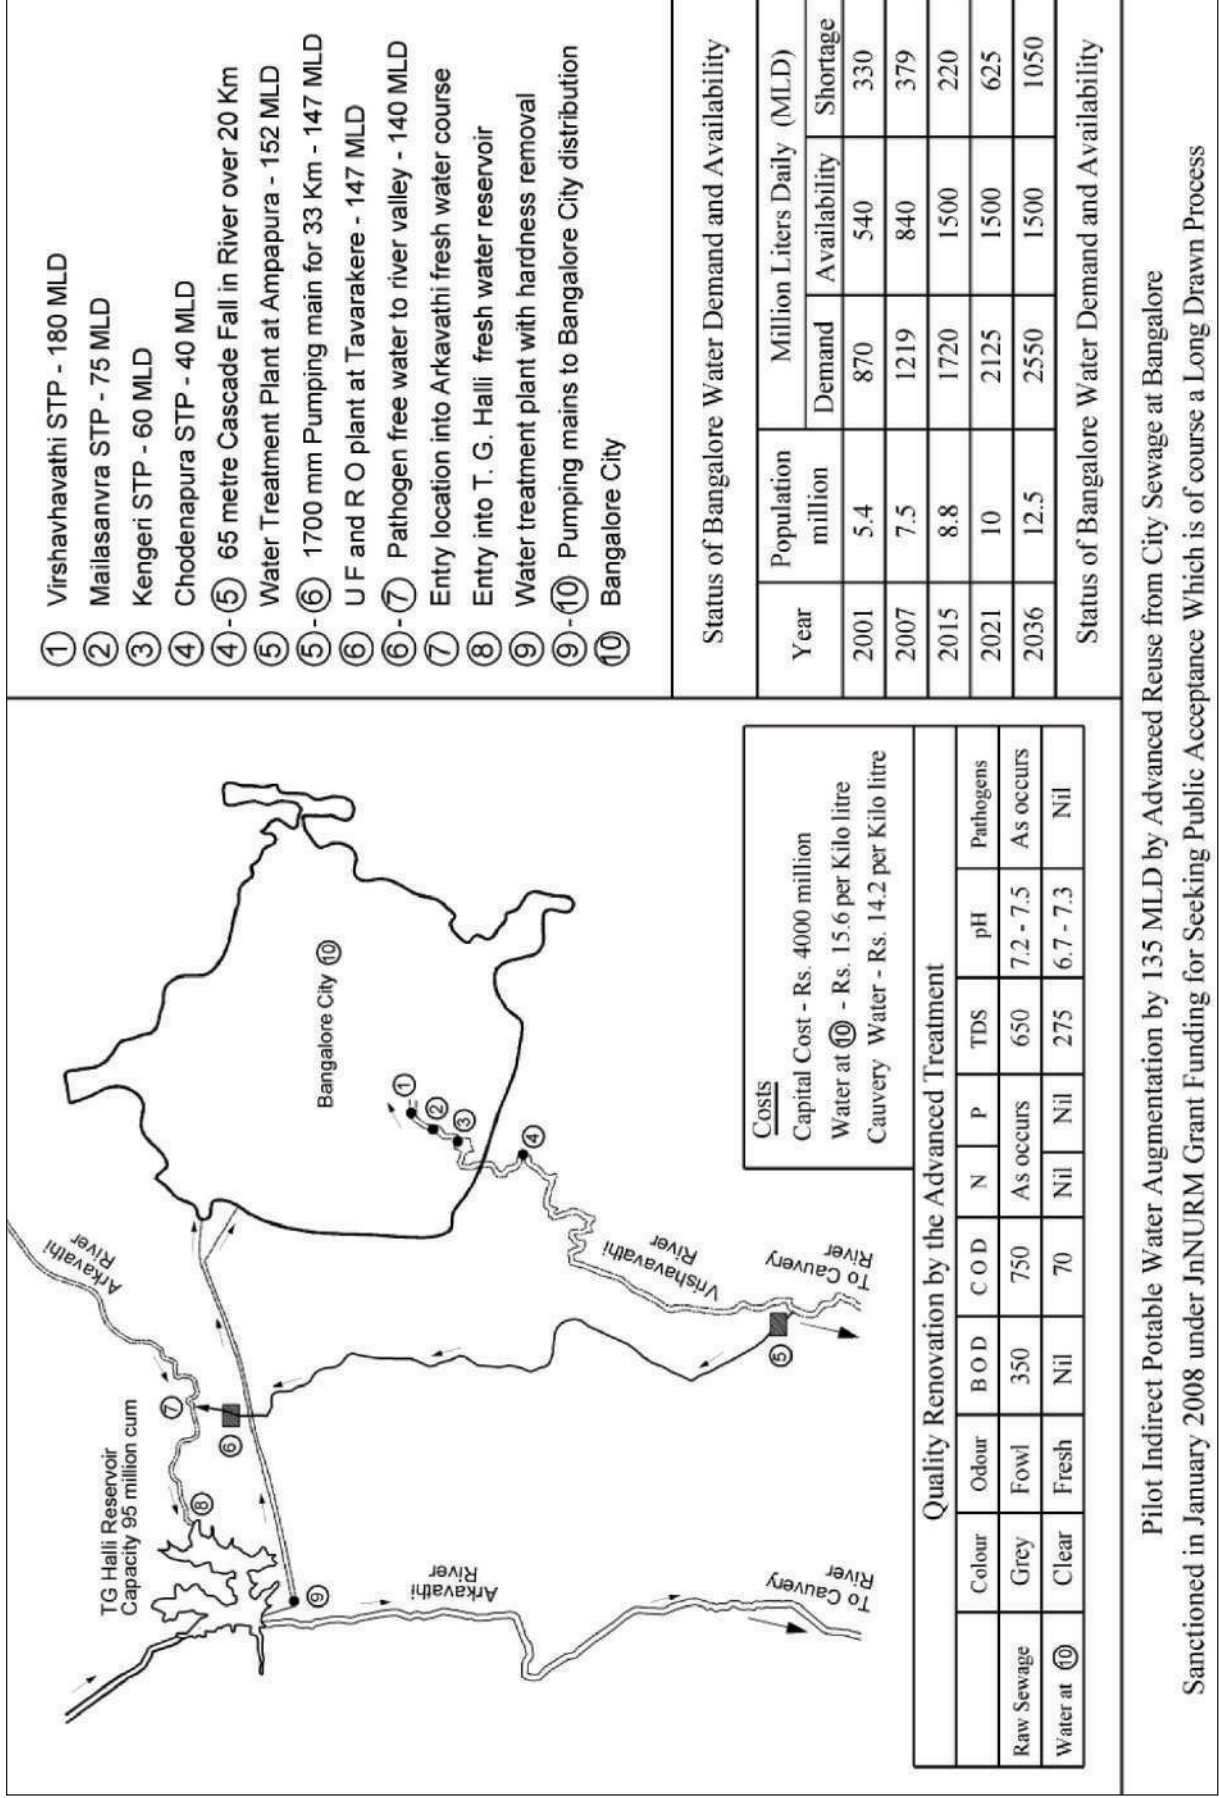 TG Halli Reservoir
Capacity 95 million cum
Arkavathi
River
Bangalore City ⑩
①
②
③
④
⑤
⑥
⑦
⑧
⑨
Vrishavavathi
River
To Cauvery
River
Arkavathi
River
To Cauvery
River
Costs
Capital Cost - Rs. 4000 million
Water at ⑩ - Rs. 15.6 per Kilo litre
Cauvery Water - Rs. 14.2 per Kilo litre
Quality Renovation by the Advanced Treatment
Colour Odour B O D C O D N P TDS pH Pathogens
Raw Sewage Grey Fowl 350 750 As occurs 650 7.2 - 7.5 As occurs
Water at ⑩ Clear Fresh Nil 70 Nil Nil 275 6.7 - 7.3 Nil
① Virshavhavathi STP - 180 MLD
② Mailasanvra STP - 75 MLD
③ Kengeri STP - 60 MLD
④ Chodenapura STP - 40 MLD
④-⑤ 65 metre Cascade Fall in River over 20 Km
⑤ Water Treatment Plant at Ampapura - 152 MLD
⑤-⑥ 1700 mm Pumping main for 33 Km - 147 MLD
⑥ U F and R O plant at Tavarakere - 147 MLD
⑥-⑦ Pathogen free water to river valley - 140 MLD
⑦ Entry location into Arkavathi fresh water course
⑧ Entry into T. G. Halli fresh water reservoir
⑨ Water treatment plant with hardness removal
⑨-⑩ Pumping mains to Bangalore City distribution
⑩ Bangalore City
Status of Bangalore Water Demand and Availability
Year Population million Million Liters Daily (MLD)
Demand Availability Shortage
2001 5.4 870 540 330
2007 7.5 1219 840 379
2015 8.8 1720 1500 220
2021 10 2125 1500 625
2036 12.5 2550 1500 1050
Status of Bangalore Water Demand and Availability
Pilot Indirect Potable Water Augmentation by 135 MLD by Advanced Reuse from City Sewage at Bangalore
Sanctioned in January 2008 under JnNURM Grant Funding for Seeking Public Acceptance Which is of course a Long Drawn Process